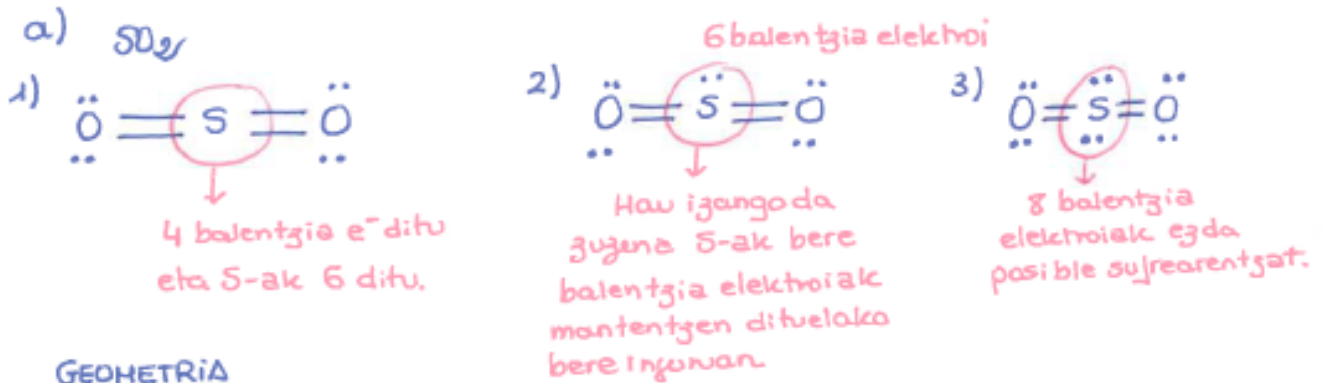 a) SO₂
6 balentzia elektroi
1) Ö = S = Ö
2) Ö = S̈ = Ö
3) Ö = S̈ = Ö
4 balentzia e⁻ ditu
eta S-ak 6 ditu.
Hau izango da
zuzena S-ak bere
balentzia elektroiak
mantentzen dituelako
bere inguruan
8 balentzia
elektroiak ez da
posible sufrearentzat.
GEOMETRIA